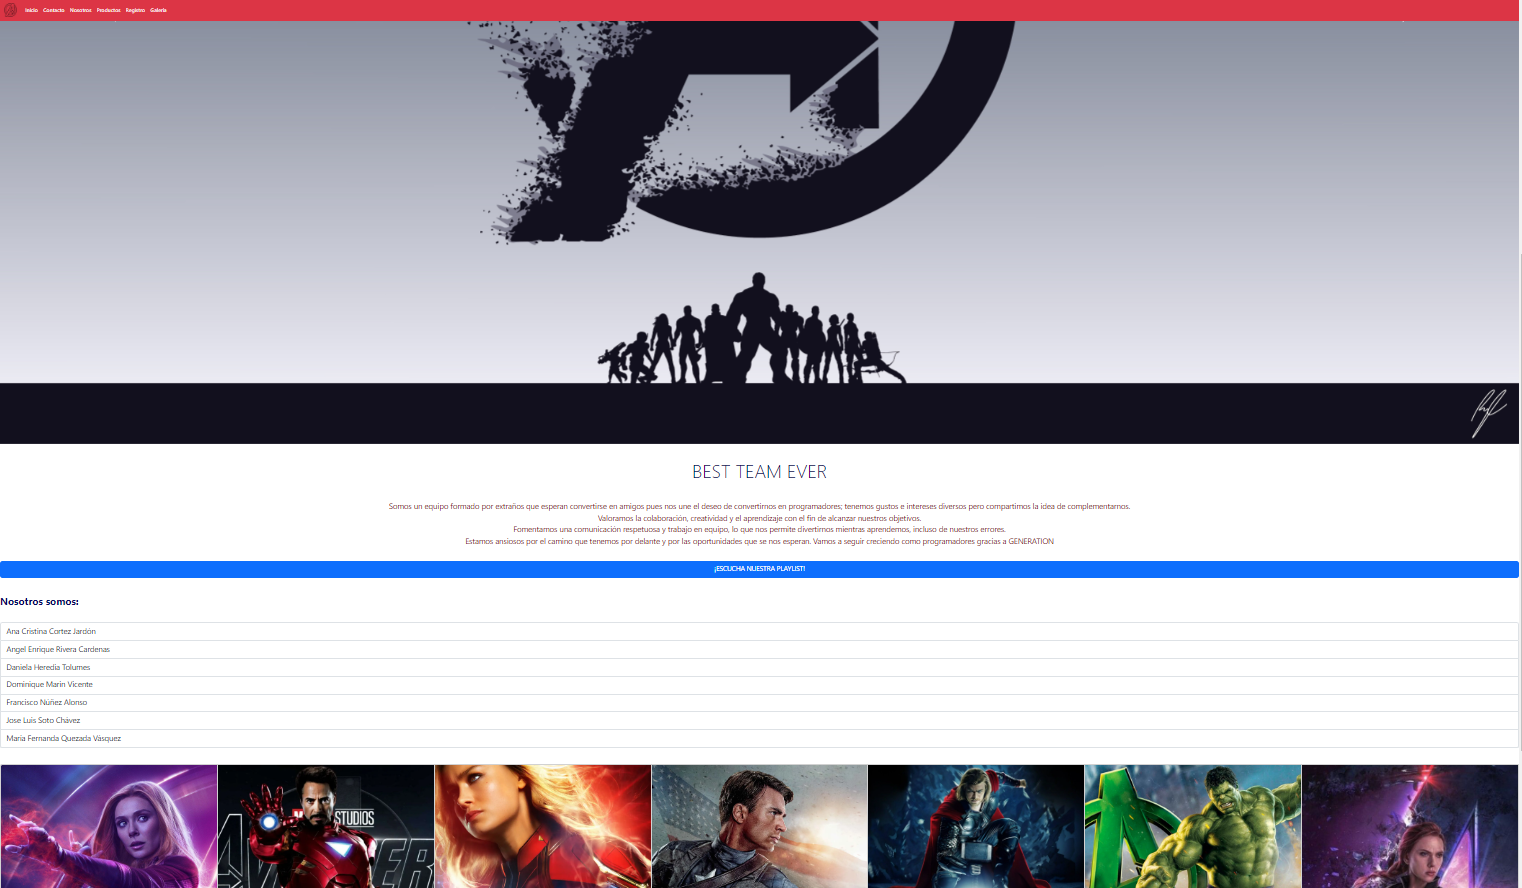 Inicio Contacto Nosotros Productos Registro Galería
BEST TEAM EVER
Somos un equipo formado por extraños que esperan convertirse en amigos pues nos une el deseo de convertirnos en programadores; tenemos gustos e intereses diversos pero compartimos la idea de complementarnos.
Valoramos la colaboración, creatividad y el aprendizaje con el fin de alcanzar nuestros objetivos.
Fomentamos una comunicación respetuosa y trabajo en equipo, lo que nos permite divertirnos mientras aprendemos, incluso de nuestros errores.
Estamos ansiosos por el camino que tenemos por delante y por las oportunidades que se nos esperan. Vamos a seguir creciendo como programadores gracias a GENERATION
¡ESCUCHA NUESTRA PLAYLIST!
Nosotros somos:
Ana Cristina Cortez Jardón
Angel Enrique Rivera Cardenas
Daniela Heredia Tolumes
Dominique Marin Vicente
Francisco Núñez Alonso
Jose Luis Soto Chávez
María Fernanda Quezada Vásquez
STUDIOS